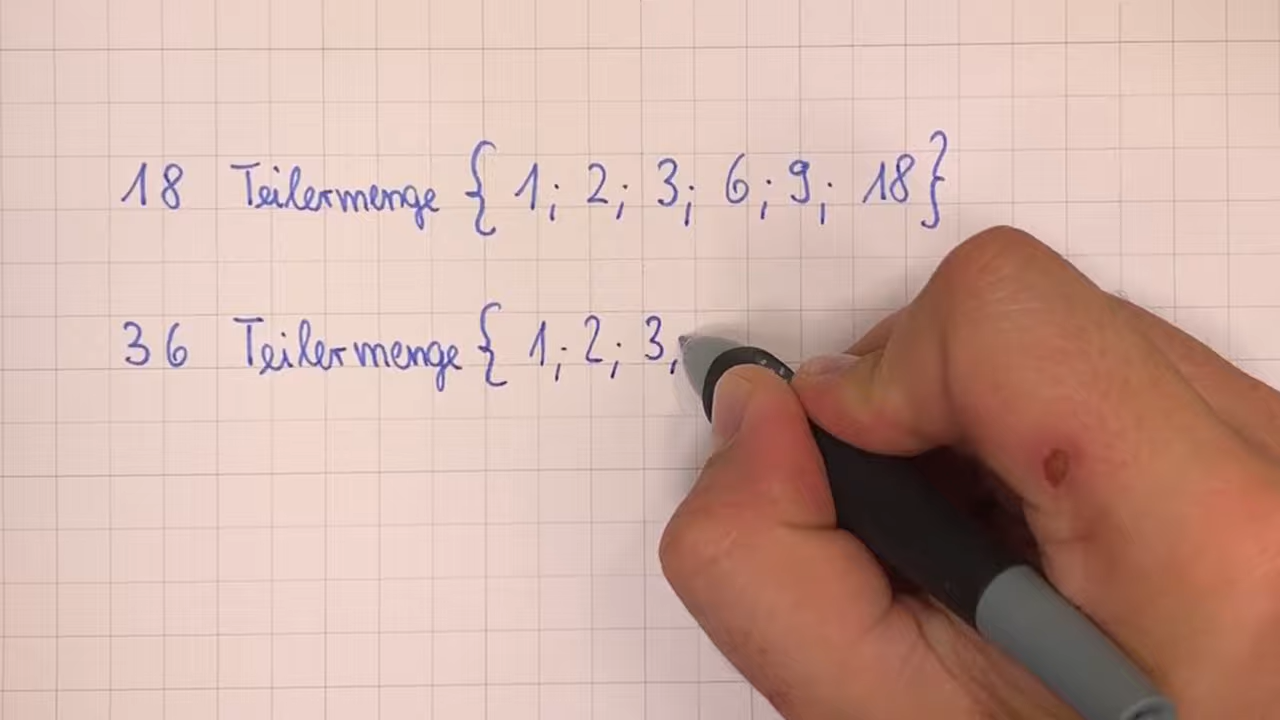 18 Teilermenge { 1; 2; 3; 6; 9; 18}
36 Teilermenge { 1; 2; 3,